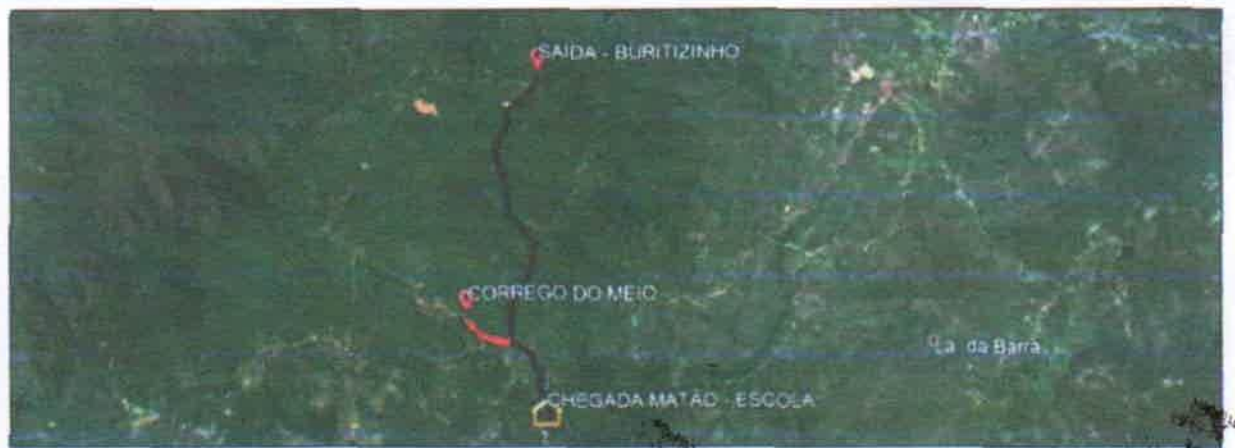 SAIDA - BURITIZINHO
CORREGO DO MEIO
La da Barra
CHEGADA MATÃO - ESCOLA